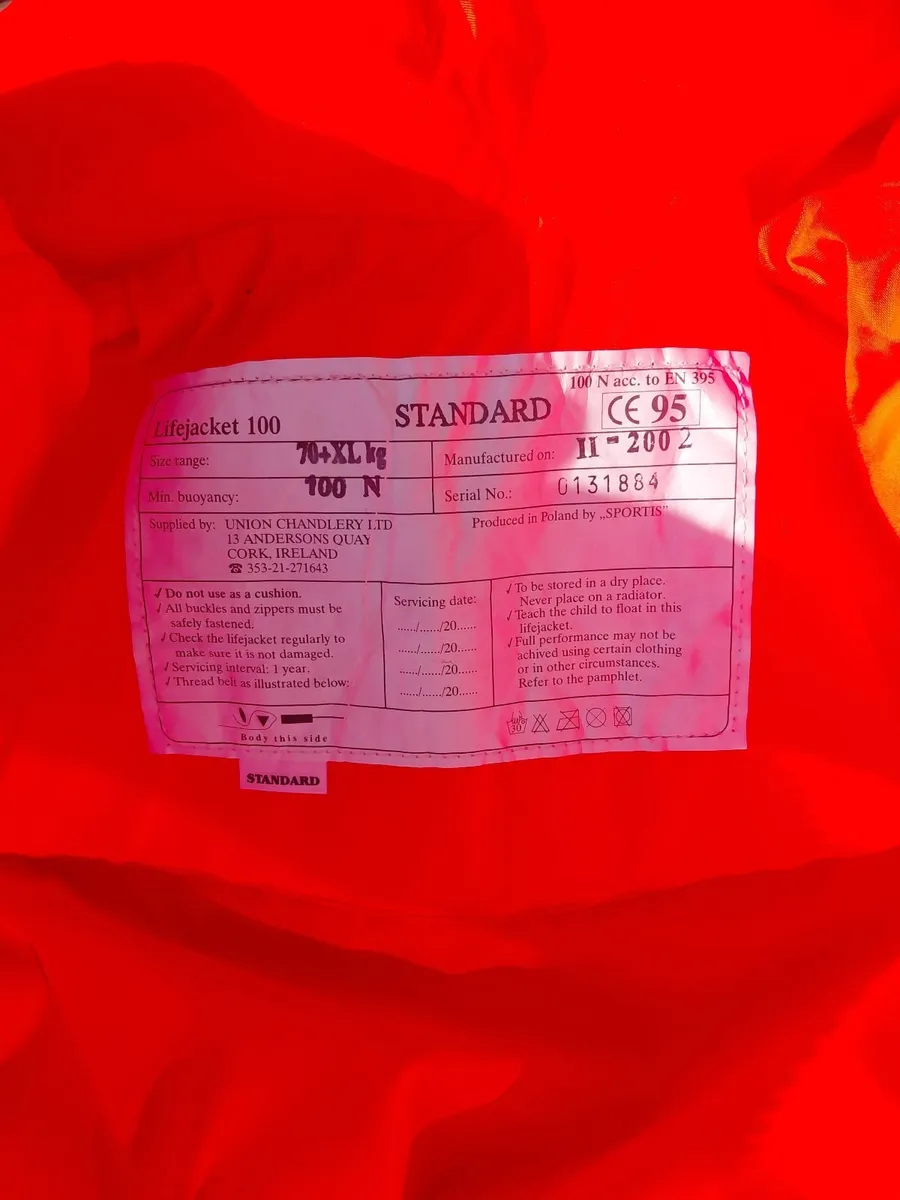 100 N acc. to EN 395
Lifejacket 100
STANDARD
CE 95
Size range: 70+XL kg
Manufactured on: II-2002
Min. buoyancy: 100 N
Serial No.: 0131884
Supplied by: UNION CHANDLERY LTD
13 ANDERSONS QUAY
CORK, IRELAND
☎ 353-21-271643
Produced in Poland by „SPORTIS”
✓ Do not use as a cushion.
✓ All buckles and zippers must be
safely fastened.
✓ Check the lifejacket regularly to
make sure it is not damaged.
✓ Servicing interval: 1 year.
✓ Thread belt as illustrated below:
Servicing date:
....../....../20......
....../....../20......
....../....../20......
....../....../20......
✓ To be stored in a dry place.
Never place on a radiator.
✓ Teach the child to float in this
lifejacket.
✓ Full performance may not be
achived using certain clothing
or in other circumstances.
Refer to the pamphlet.
Body this side
30
STANDARD